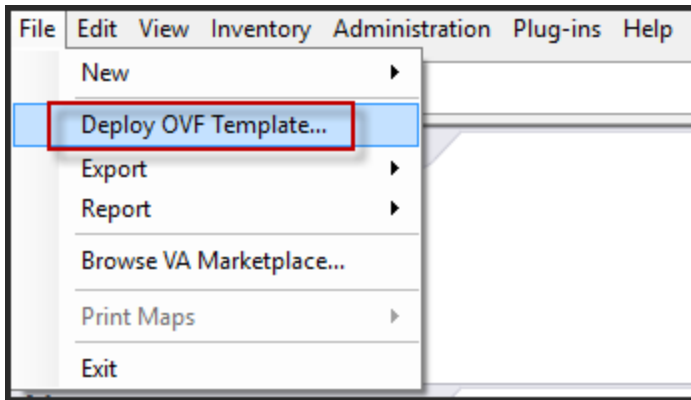 File Edit View Inventory Administration Plug-ins Help
New
Deploy OVF Template...
Export
Report
Browse VA Marketplace...
Print Maps
Exit